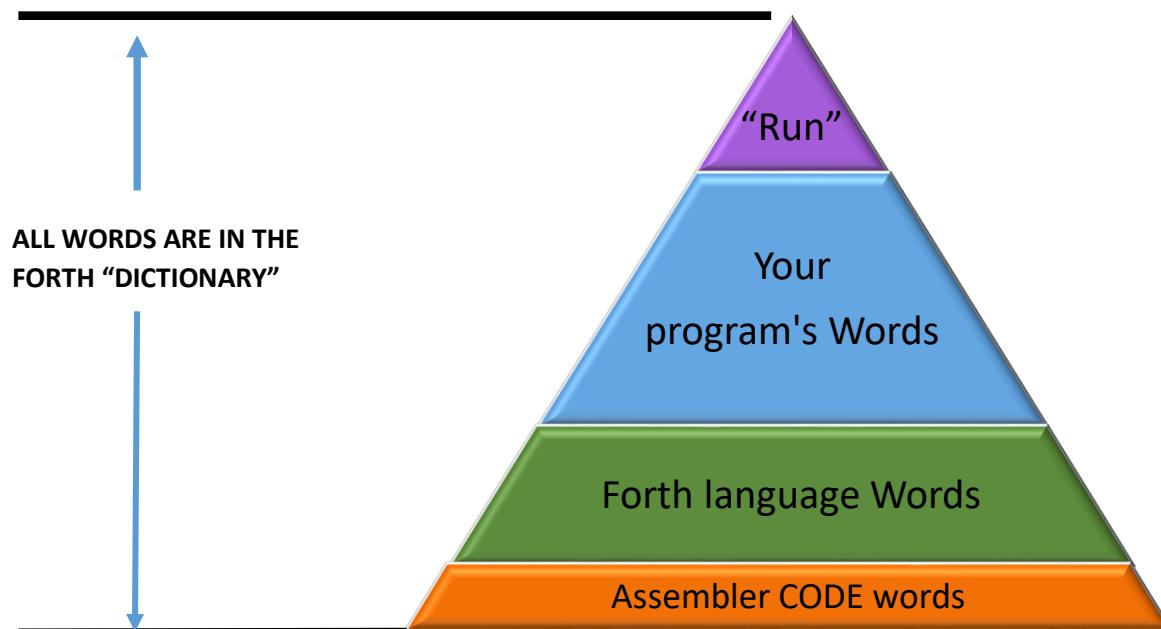 “Run”
ALL WORDS ARE IN THE
FORTH “DICTIONARY”
Your
program's Words
Forth language Words
Assembler CODE words